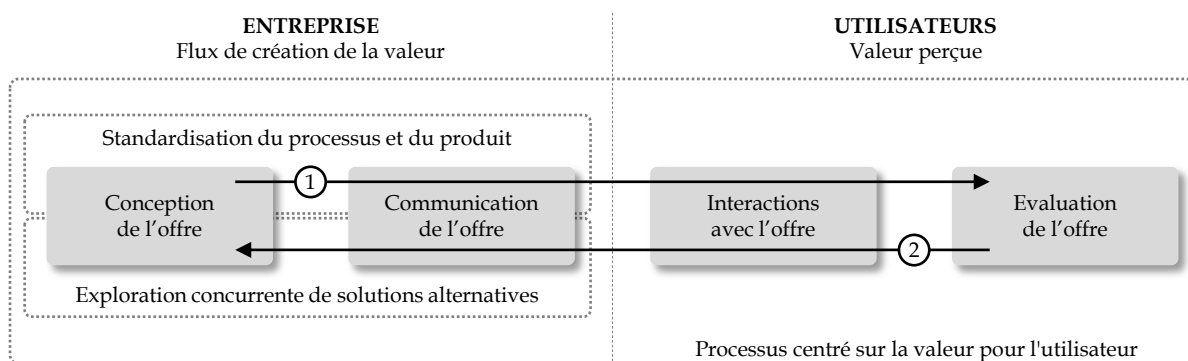 ENTREPRISE
Flux de création de la valeur
UTILISATEURS
Valeur perçue
Standardisation du processus et du produit
1
Conception
de l’offre
Communication
de l’offre
Interactions
avec l’offre
Evaluation
de l’offre
2
Exploration concurrente de solutions alternatives
Processus centré sur la valeur pour l'utilisateur